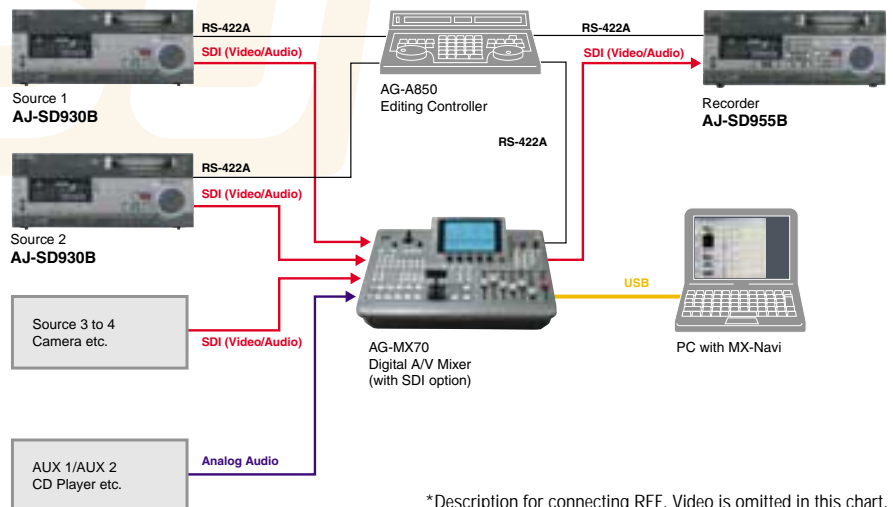 RS-422A
SDI (Video/Audio)
Source 1
AJ-SD930B
AG-A850
Editing Controller
RS-422A
SDI (Video/Audio)
Recorder
AJ-SD955B
RS-422A
RS-422A
SDI (Video/Audio)
Source 2
AJ-SD930B
Source 3 to 4
Camera etc.
SDI (Video/Audio)
AG-MX70
Digital A/V Mixer
(with SDI option)
USB
PC with MX-Navi
AUX 1/AUX 2
CD Player etc.
Analog Audio
*Description for connecting REF. Video is omitted in this chart.